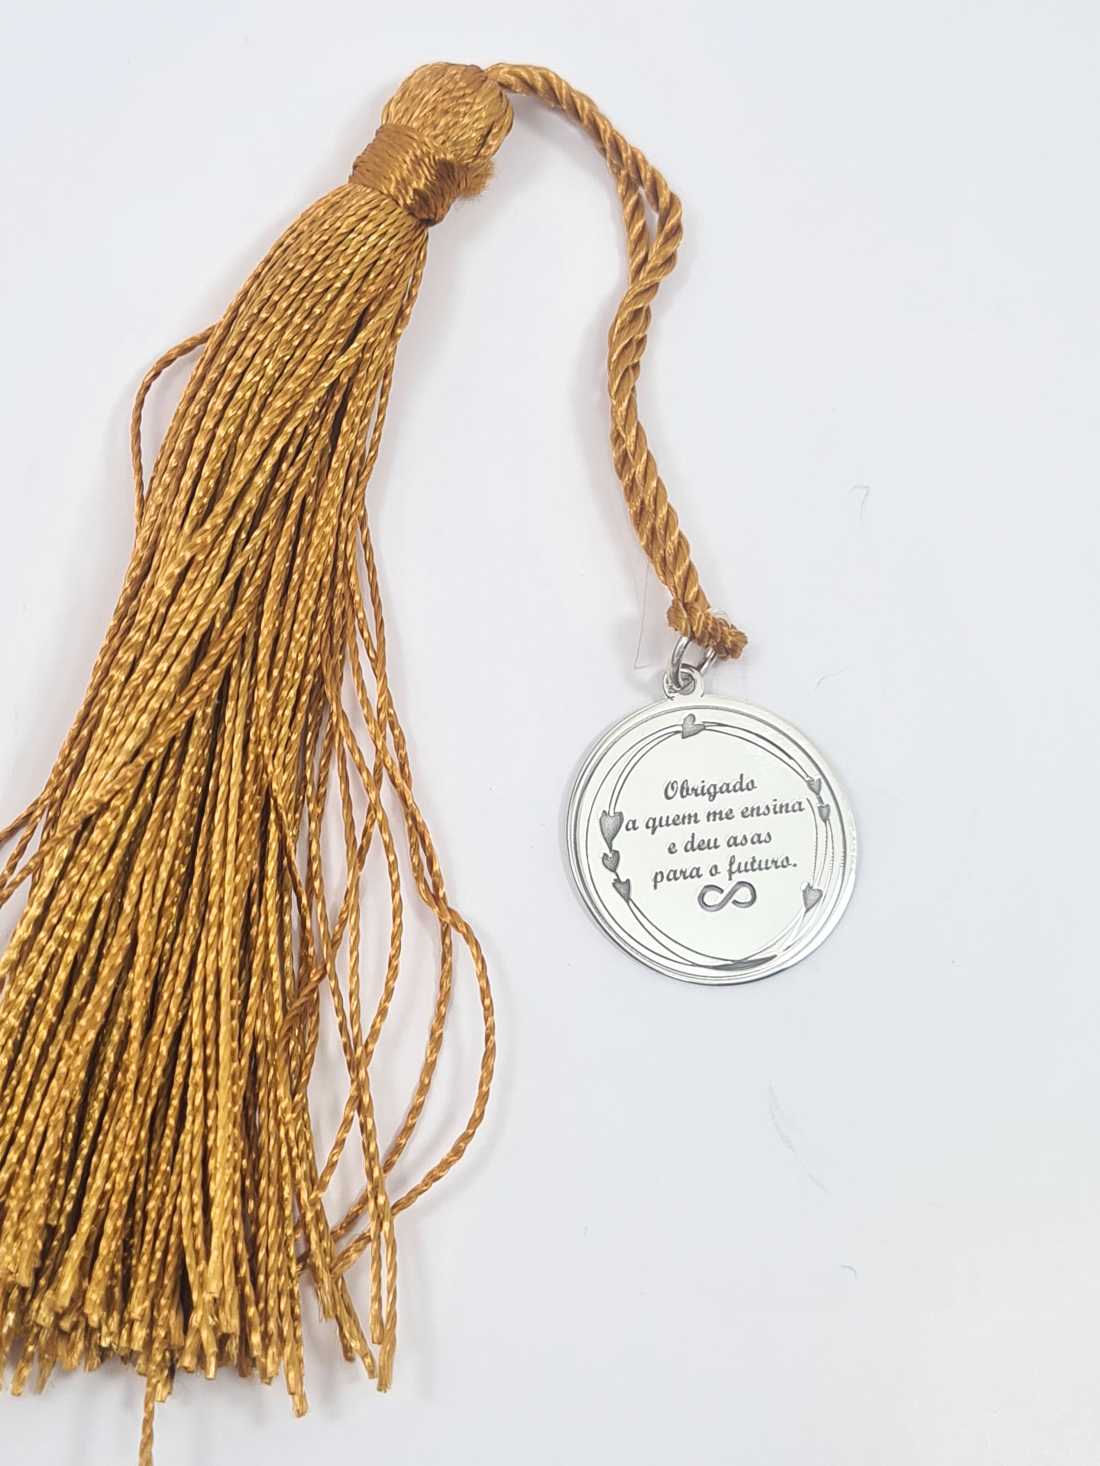 Obrigado
a quem me ensina
e deu asas
para o futuro.